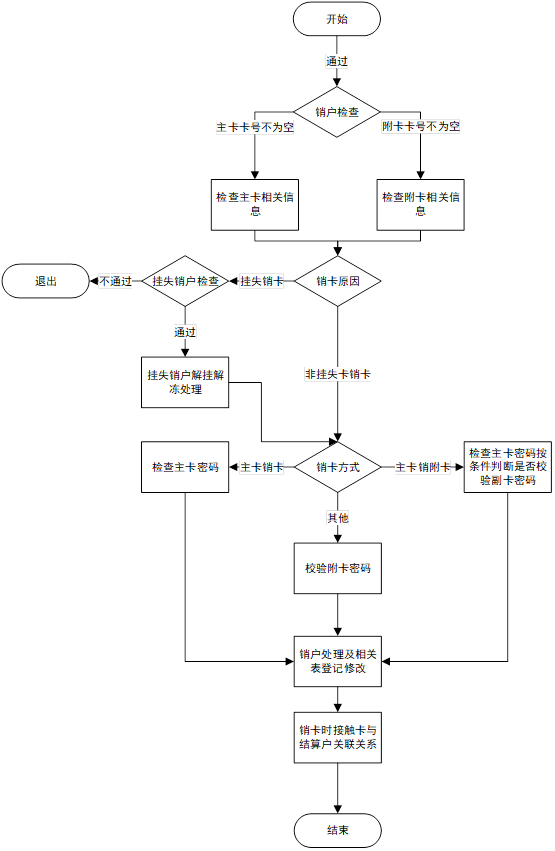 开始
通过
销户检查
主卡卡号不为空
附卡卡号不为空
检查主卡相关信
息
检查附卡相关信
息
退出
不通过
挂失销户检查
挂失销卡
销卡原因
通过
挂失销户解挂解
冻处理
非挂失卡销卡
检查主卡密码
主卡销卡
销卡方式
主卡销附卡
检查主卡密码按
条件判断是否校
验副卡密码
其他
校验附卡密码
销户处理及相关
表登记修改
销卡时接触卡与
结算户关联关系
结束